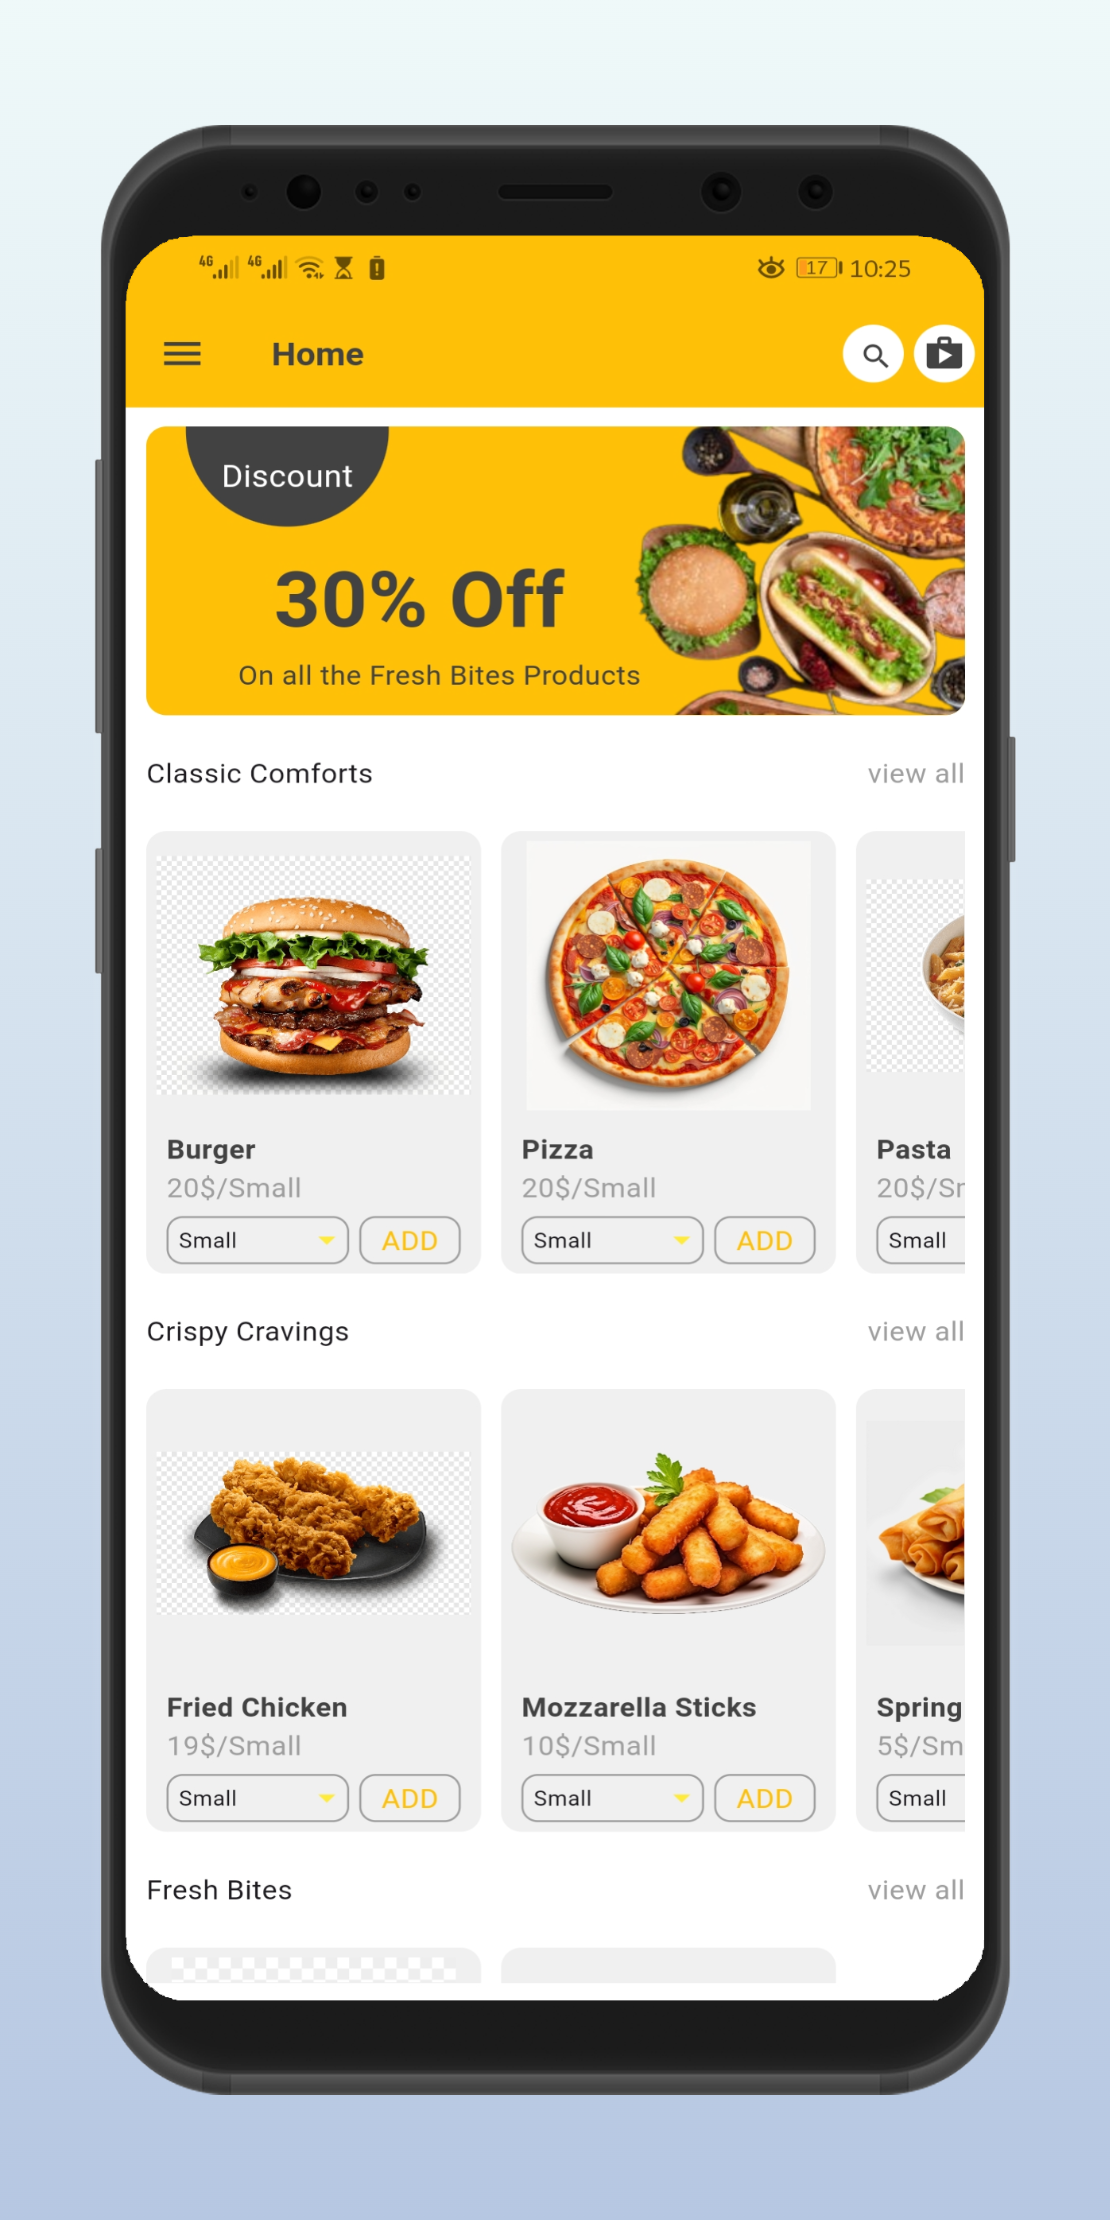 4G 4G 17 10:25
Home
Discount
30% Off
On all the Fresh Bites Products
Classic Comforts view all
Burger Pizza Pasta
20$/Small 20$/Small 20$/Sr
Small ADD Small ADD Small
Crispy Cravings view all
Fried Chicken Mozzarella Sticks Spring
19$/Small 10$/Small 5$/Sm
Small ADD Small ADD Small
Fresh Bites view all